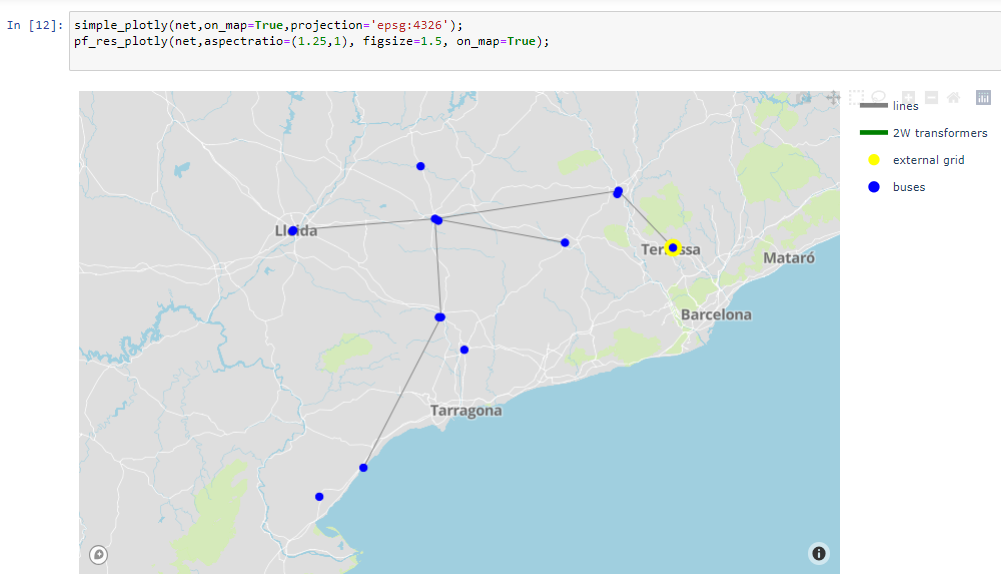 In [12]: simple_plotly(net,on_map=True,projection='epsg:4326');
pf_res_plotly(net,aspectratio=(1.25,1), figsize=1.5, on_map=True);
lines
2W transformers
external grid
buses
Lleida
Terrassa
Mataró
Barcelona
Tarragona